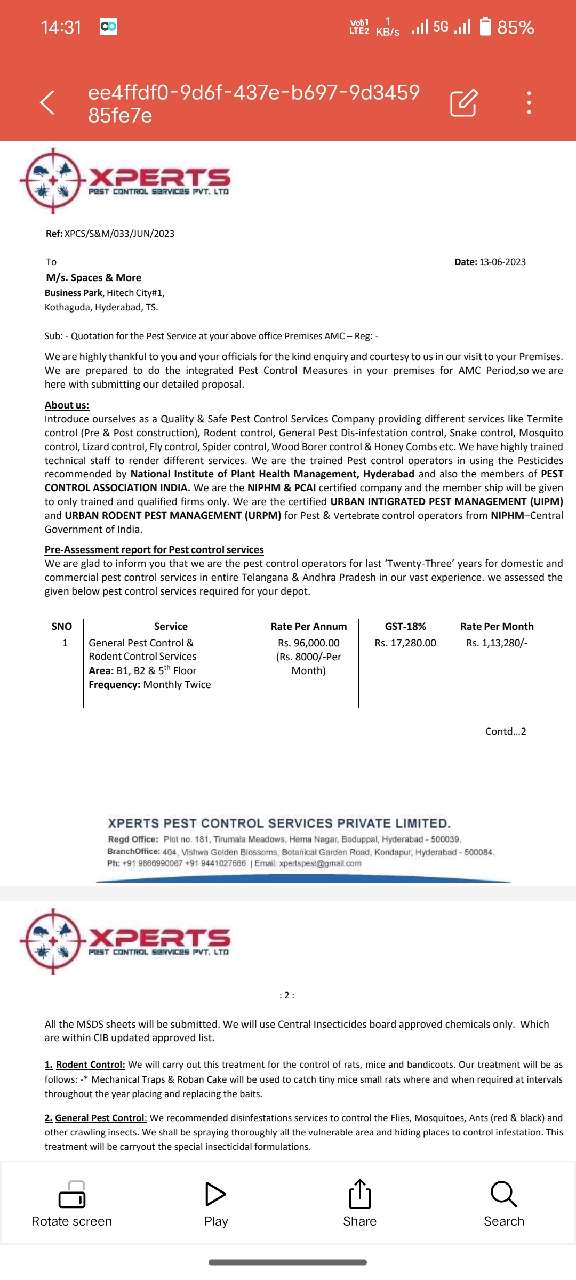 14:31
Vo1) 1
LTE2 KB/s 5G 85%
ee4ffdf0-9d6f-437e-b697-9d3459
85fe7e
XPERTS
PEST CONTROL SERVICES PVT. LTD
Ref: XPCS/S&M/033/JUN/2023
To
Date: 13-06-2023
M/s. Spaces & More
Business Park, Hitech City#1,
Kothaguda, Hyderabad, TS.
Sub: - Quotation for the Pest Service at your above office Premises AMC – Reg: -
We are highly thankful to you and your officials for the kind enquiry and courtesy to us in our visit to your Premises.
We are prepared to do the integrated Pest Control Measures in your premises for AMC Period,so we are
here with submitting our detailed proposal.
About us:
Introduce ourselves as a Quality & Safe Pest Control Services Company providing different services like Termite
control (Pre & Post construction), Rodent control, General Pest Dis-infestation control, Snake control, Mosquito
control, Lizard control, Fly control, Spider control, Wood Borer control & Honey Combs etc. We have highly trained
technical staff to render different services. We are the trained Pest control operators in using the Pesticides
recommended by National Institute of Plant Health Management, Hyderabad and also the members of PEST
CONTROL ASSOCIATION INDIA. We are the NIPHM & PCAI certified company and the member ship will be given
to only trained and qualified firms only. We are the certified URBAN INTIGRATED PEST MANAGEMENT (UIPM)
and URBAN RODENT PEST MANAGEMENT (URPM) for Pest & Vertebrate control operators from NIPHM–Central
Government of India.
Pre-Assessment report for Pest control services
We are glad to inform you that we are the pest control operators for last 'Twenty-Three' years for domestic and
commercial pest control services in entire Telangana & Andhra Pradesh in our vast experience. we assessed the
given below pest control services required for your depot.
SNO Service Rate Per Annum GST-18% Rate Per Month
1 General Pest Control & Rs. 96,000.00 Rs. 17,280.00 Rs. 1,13,280/-
Rodent Control Services (Rs. 8000/-Per
Area: B1, B2 & 5th Floor Month)
Frequency: Monthly Twice
Contd...2
XPERTS PEST CONTROL SERVICES PRIVATE LIMITED.
Regd Office: Plot no. 181, Tirumala Meadows, Hema Nagar, Boduppal, Hyderabad - 500039.
BranchOffice: 404, Vishwa Golden Blossoms, Botanical Garden Road, Kondapur, Hyderabad - 500084.
Ph: +91 9866990067 +91 9441027666 | Email: xpertspest@gmail.com
XPERTS
PEST CONTROL SERVICES PVT. LTD
: 2 :
All the MSDS sheets will be submitted. We will use Central Insecticides board approved chemicals only. Which
are within CIB updated approved list.
1. Rodent Control: We will carry out this treatment for the control of rats, mice and bandicoots. Our treatment will be as
follows: -* Mechanical Traps & Roban Cake will be used to catch tiny mice small rats where and when required at intervals
throughout the year placing and replacing the baits.
2. General Pest Control: We recommended disinfestations services to control the Flies, Mosquitoes, Ants (red & black) and
other crawling insects. We shall be spraying thoroughly all the vulnerable area and hiding places to control infestation. This
treatment will be carryout the special insecticidal formulations.
Rotate screen
Play
Share
Search